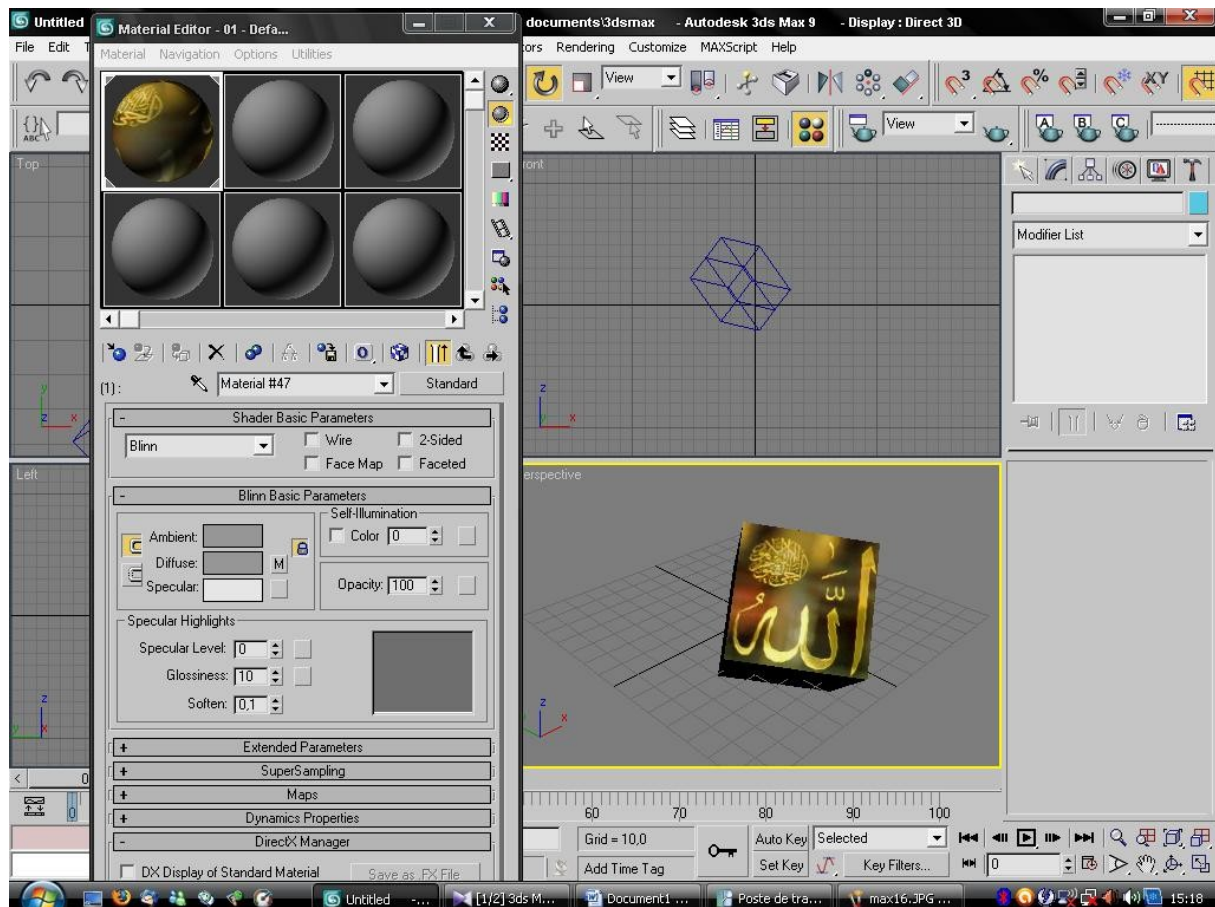 Untitled
documents\3dsmax - Autodesk 3ds Max 9 - Display : Direct 3D
Material Editor - 01 - Defa...
File Edit
Rendering Customize MAXScript Help
Material Navigation Options Utilities
View
View
ABC
A B C
Top
Modifier List
(1) :
Material #47
Standard
y
z x
z
y x
- Shader Basic Parameters
Blinn
Wire
2-Sided
Face Map
Faceted
Left
- Blinn Basic Parameters
Self-Illumination
Ambient:
Color 0
Diffuse:
M
Specular:
Opacity: 100
Specular Highlights
Specular Level: 0
Glossiness: 10
Soften: 0,1
الله
z
y x
z
x
+ Extended Parameters
+ SuperSampling
+ Maps
+ Dynamics Properties
- DirectX Manager
DX Display of Standard Material
Save as .FX File
0
60 70 80 90 100
Grid = 10,0
Auto Key
Selected
Add Time Tag
Set Key
Key Filters...
0
Untitled -...
[1/2] 3ds M...
Document1 ...
Poste de tra...
max16.JPG ...
15:18